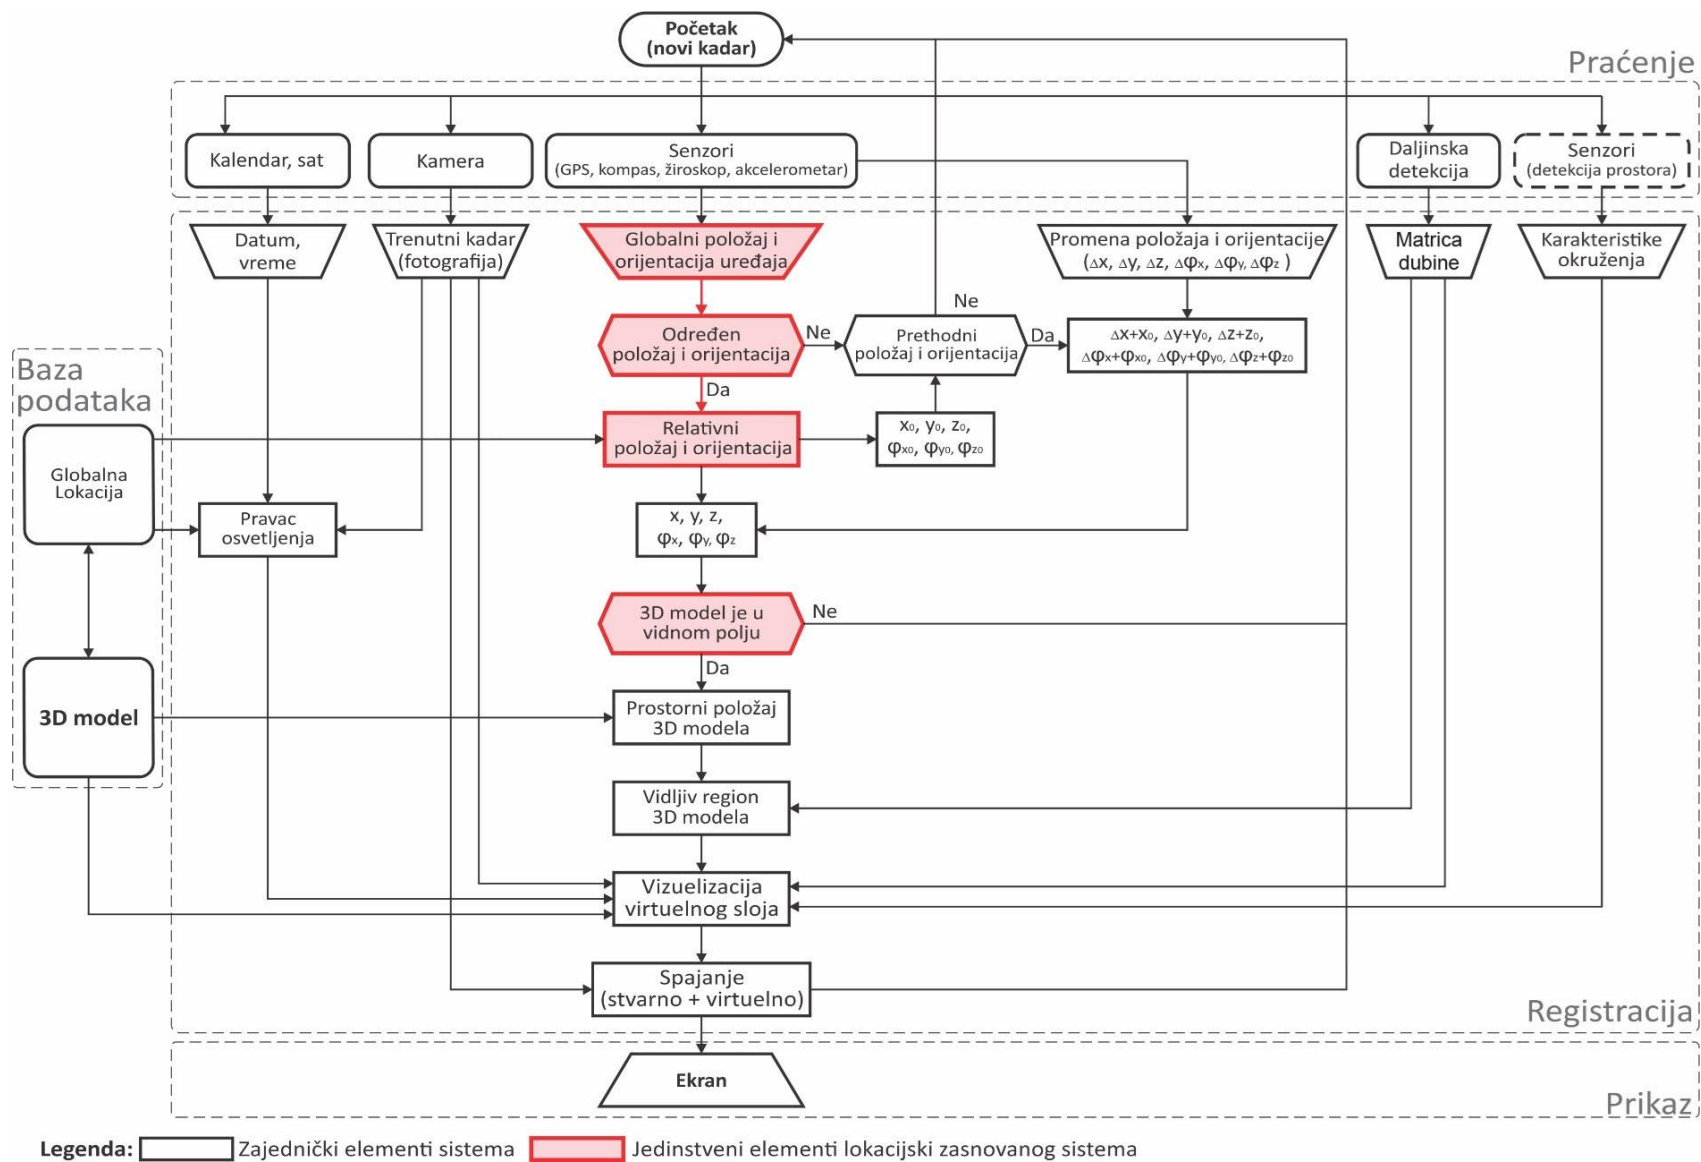 Početak
(novi kadar)
Praćenje
Kalendar, sat
Kamera
Senzori
(GPS, kompas, žiroskop, akcelerometar)
Daljinska
detekcija
Senzori
(detekcija prostora)
Datum,
vreme
Trenutni kadar
(fotografija)
Globalni položaj i
orijentacija uređaja
Promena položaja i orijentacije
(Δx, Δy, Δz, Δφx, Δφy, Δφz )
Matrica
dubine
Karakteristike
okruženja
Ne
Određen
položaj i orijentacija
Ne
Prethodni
položaj i orijentacija
Da
Δx+x₀, Δy+y₀, Δz+z₀,
Δφx+φx0, Δφy+φy0, Δφz+φz0
Baza
podataka
Da
Relativni
položaj i orijentacija
x₀, y₀, z₀,
φx0, φy0, φz0
Globalna
Lokacija
Pravac
osvetljenja
x, y, z,
φx, φy, φz
3D model je u
vidnom polju
Ne
Da
3D model
Prostorni položaj
3D modela
Vidljiv region
3D modela
Vizuelizacija
virtuelnog sloja
Spajanje
(stvarno + virtuelno)
Registracija
Ekran
Prikaz
Legenda: Zajednički elementi sistema Jedinstveni elementi lokacijski zasnovanog sistema